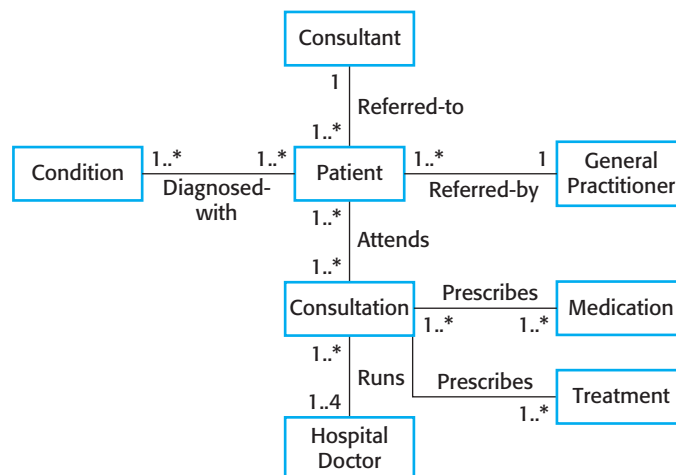 Consultant
1
Referred-to
1..*
Condition
1..*
Diagnosed-
with
1..*
Patient
1..*
Referred-by
1
General
Practitioner
1..*
Attends
1..*
Consultation
Prescribes
1..*
1..*
Medication
1..*
Runs
1..4
Prescribes
1..*
Treatment
Hospital
Doctor